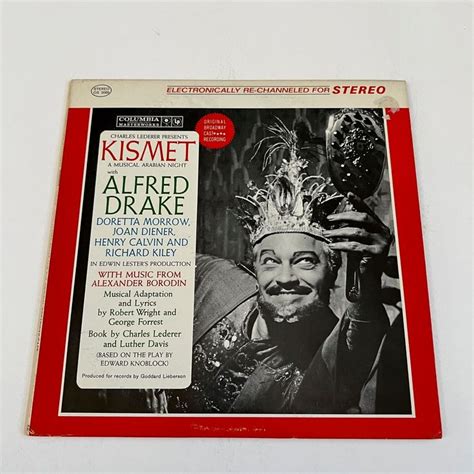 STEREO
ELECTRONICALLY RE-CHANNELED FOR STEREO
COLUMBIA
MASTERWORKS
ORIGINAL
BROADWAY
CAST
RECORDING
CHARLES LEDERER PRESENTS
KISMET
A MUSICAL ARABIAN NIGHT
with
ALFRED
DRAKE
DORETTA MORROW,
JOAN DIENER,
HENRY CALVIN AND
RICHARD KILEY
IN EDWIN LESTER'S PRODUCTION
WITH MUSIC FROM
ALEXANDER BORODIN
Musical Adaptation
and Lyrics
by Robert Wright and
George Forrest
Book by Charles Lederer
and Luther Davis
(BASED ON THE PLAY BY
EDWARD KNOBLOCK)
Produced for records by Goddard Lieberson